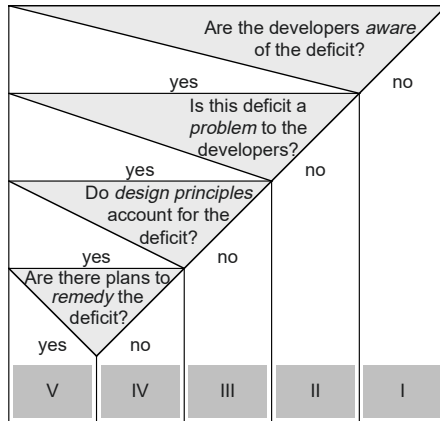 Are the developers aware
of the deficit?
yes
no
Is this deficit a
problem to the
developers?
yes
no
Do design principles
account for the
deficit?
yes
no
Are there plans to
remedy the
deficit?
yes
no
V
IV
III
II
I